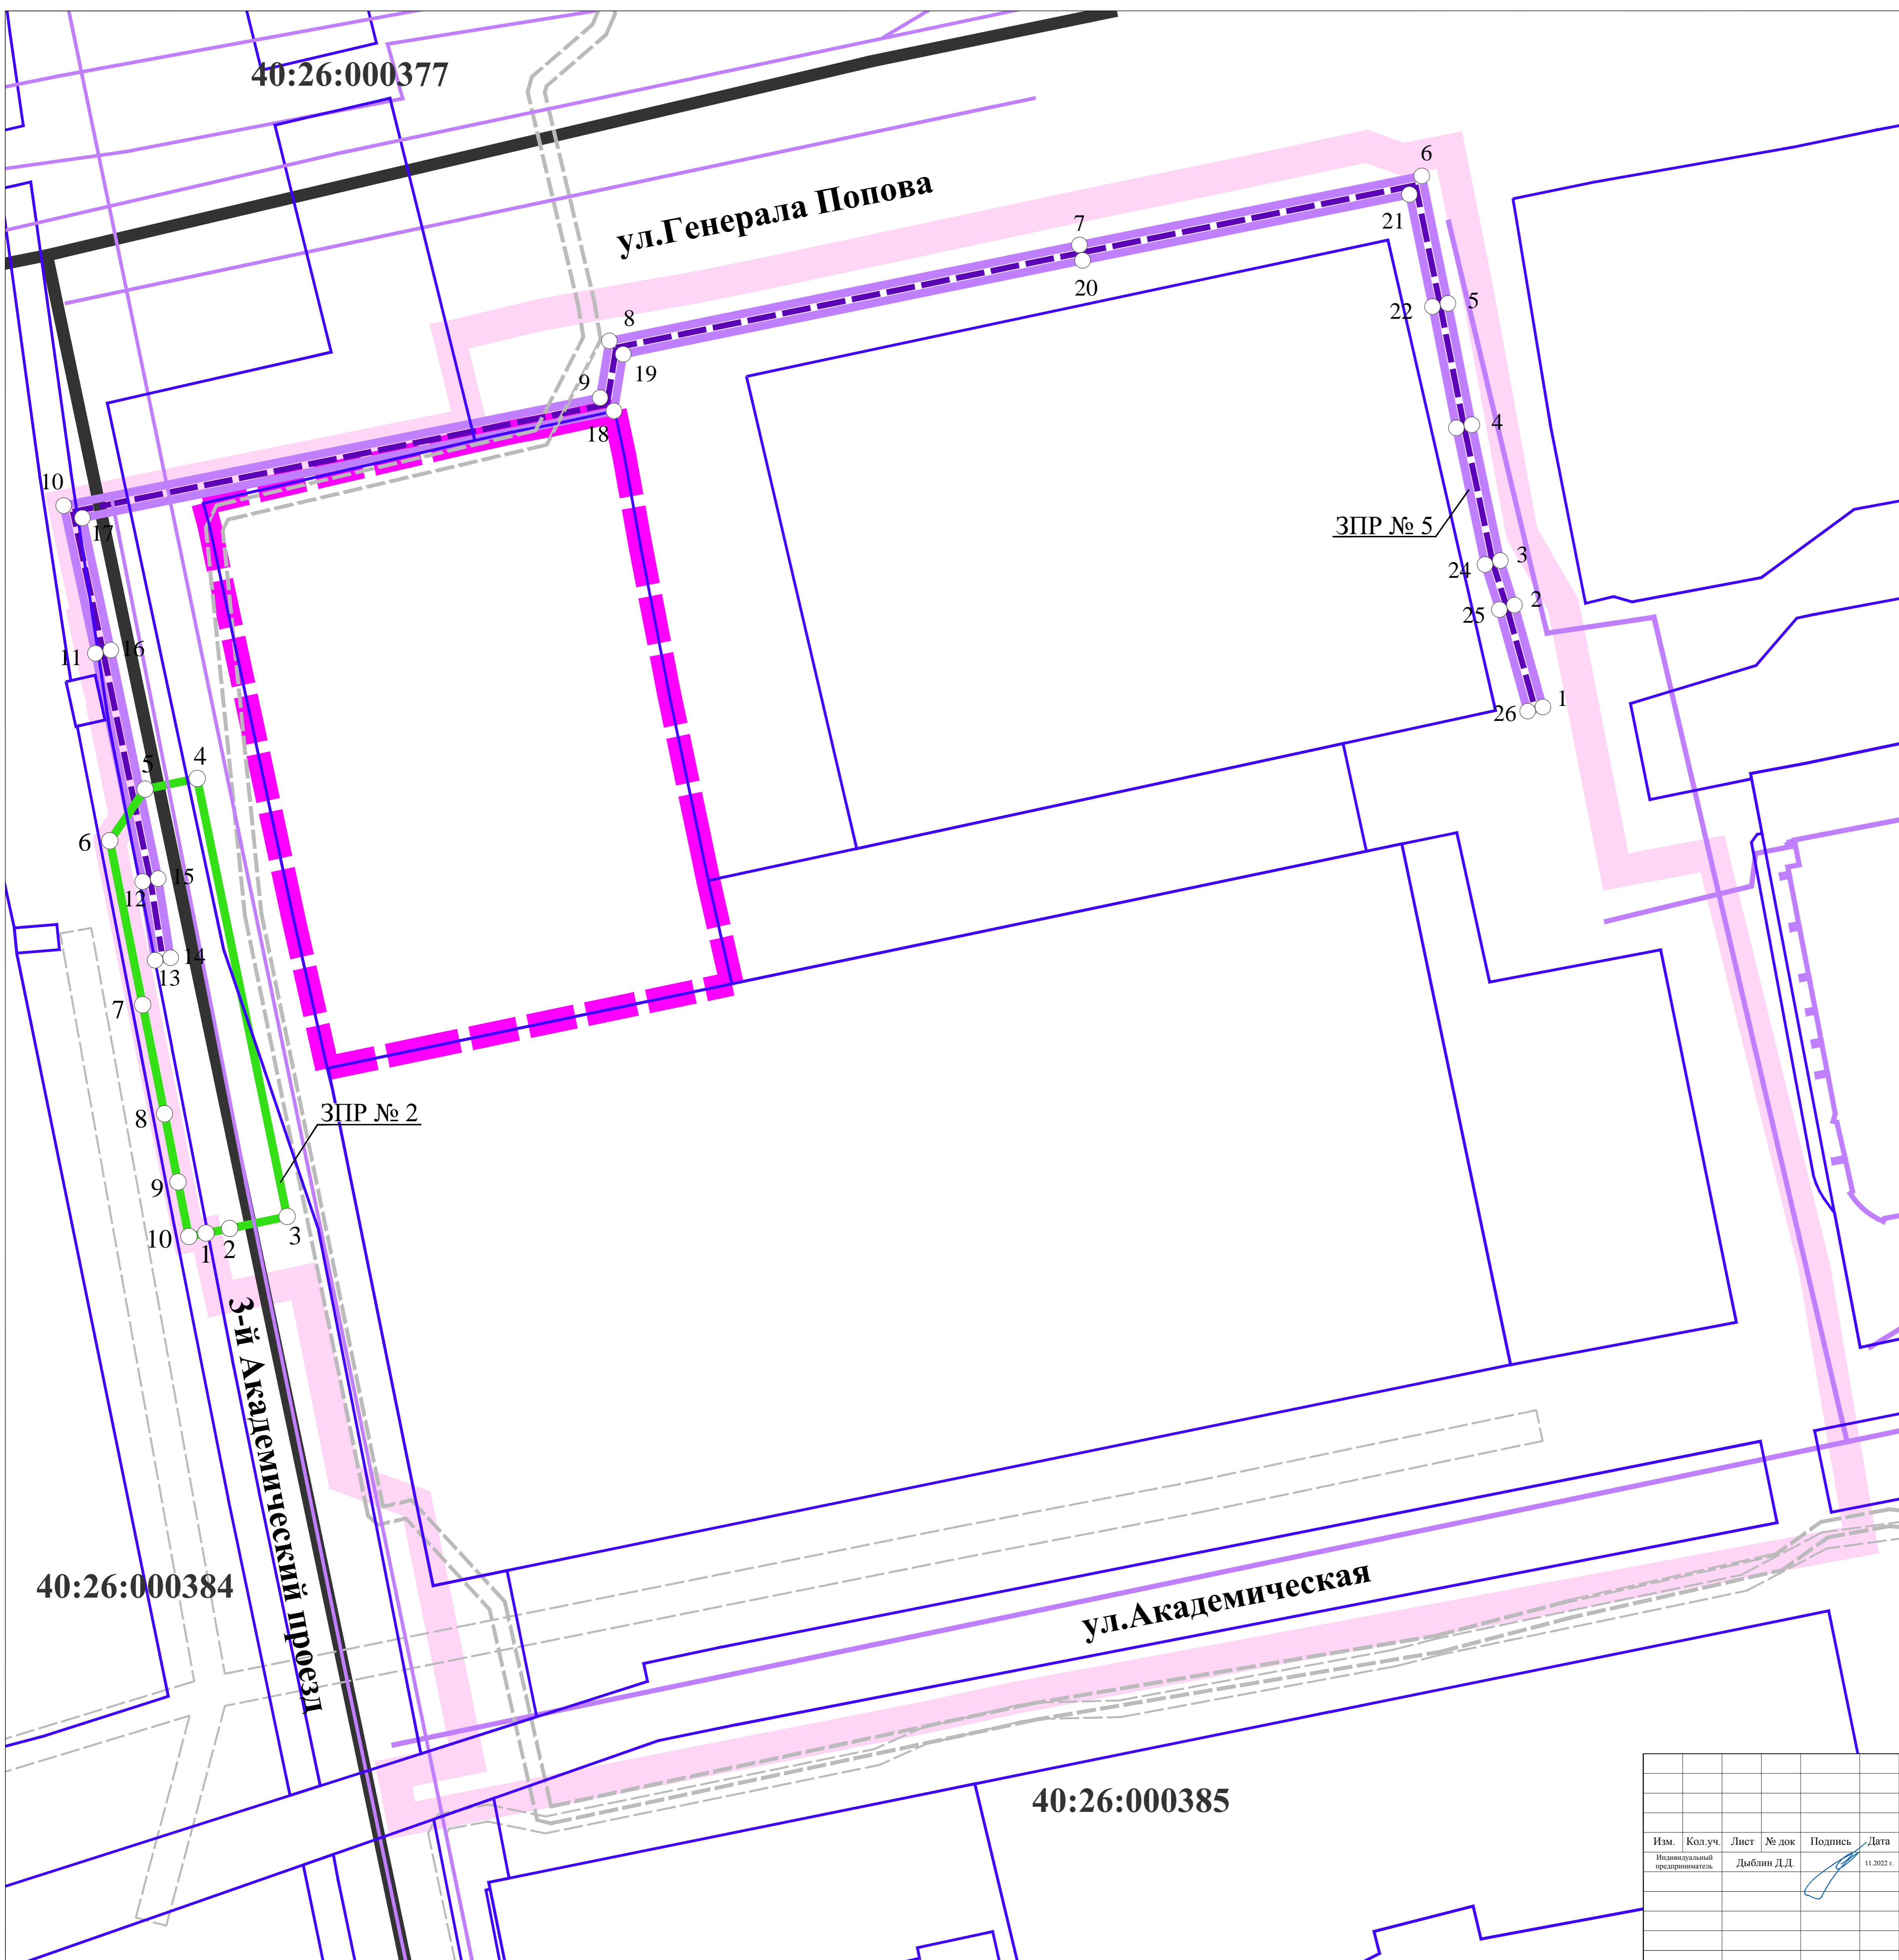 40:26:000377
ул.Генерала Попова
6
7
21
20
5
22
8
19
9
18
4
10
17
ЗПР № 5
3
24
2
25
11
16
1
26
5
4
6
12
15
14
13
7
8
ЗПР № 2
9
10
1
2
3
3-й Академический проезд
40:26:000384
ул.Академическая
40:26:000385
Изм.
Кол.уч.
Лист
№ док
Подпись
Дата
Индивидуальный предприниматель
Дыблин Д.Д.
11.2022 г.